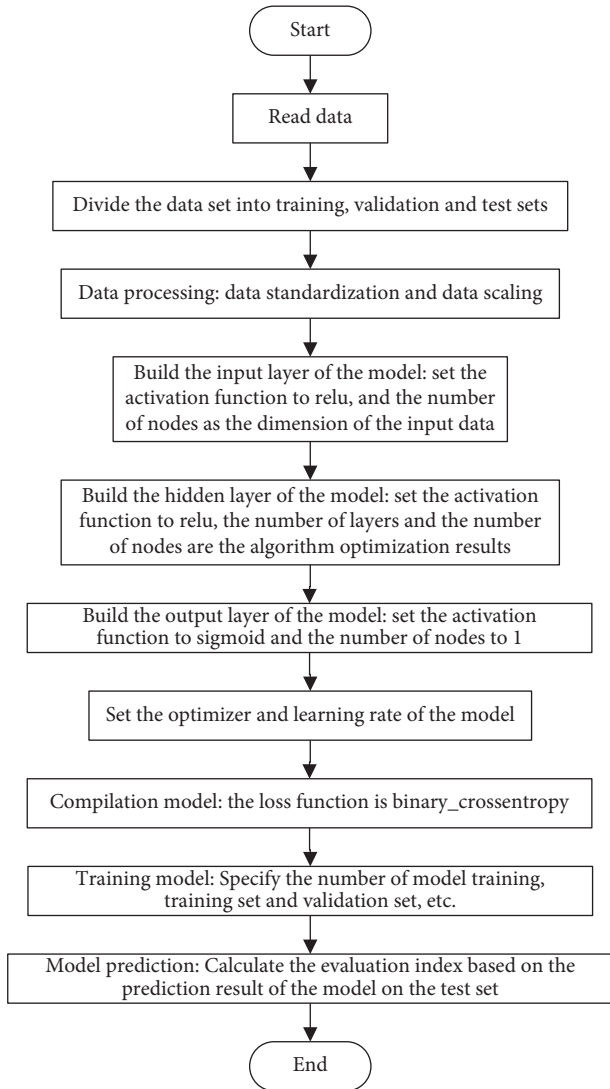 Start
Read data
Divide the data set into training, validation and test sets
Data processing: data standardization and data scaling
Build the input layer of the model: set the
activation function to relu, and the number
of nodes as the dimension of the input data
Build the hidden layer of the model: set the activation
function to relu, the number of layers and the number
of nodes are the algorithm optimization results
Build the output layer of the model: set the activation
function to sigmoid and the number of nodes to 1
Set the optimizer and learning rate of the model
Compilation model: the loss function is binary_crossentropy
Training model: Specify the number of model training,
training set and validation set, etc.
Model prediction: Calculate the evaluation index based on the
prediction result of the model on the test set
End